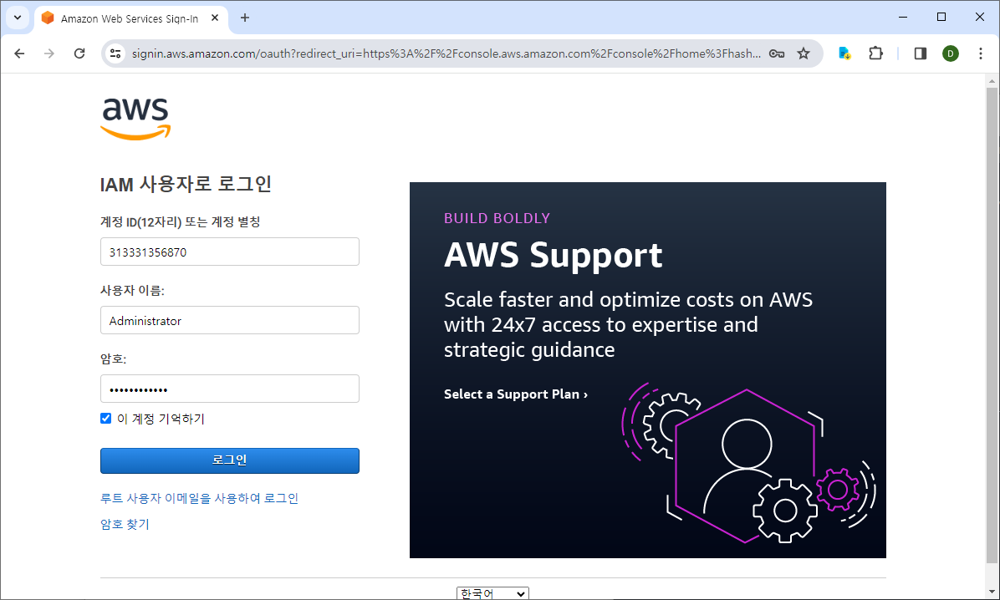 Amazon Web Services Sign-In
signin.aws.amazon.com/oauth?redirect_uri=https%3A%2F%2Fconsole.aws.amazon.com%2Fconsole%2Fhome%3Fhash...
D
aws
IAM 사용자로 로그인
계정 ID(12자리) 또는 계정 별칭
313331356870
사용자 이름:
Administrator
암호:
••••••••••••
이 계정 기억하기
로그인
루트 사용자 이메일을 사용하여 로그인
암호 찾기
BUILD BOLDLY
AWS Support
Scale faster and optimize costs on AWS
with 24x7 access to expertise and
strategic guidance
Select a Support Plan ›
한국어